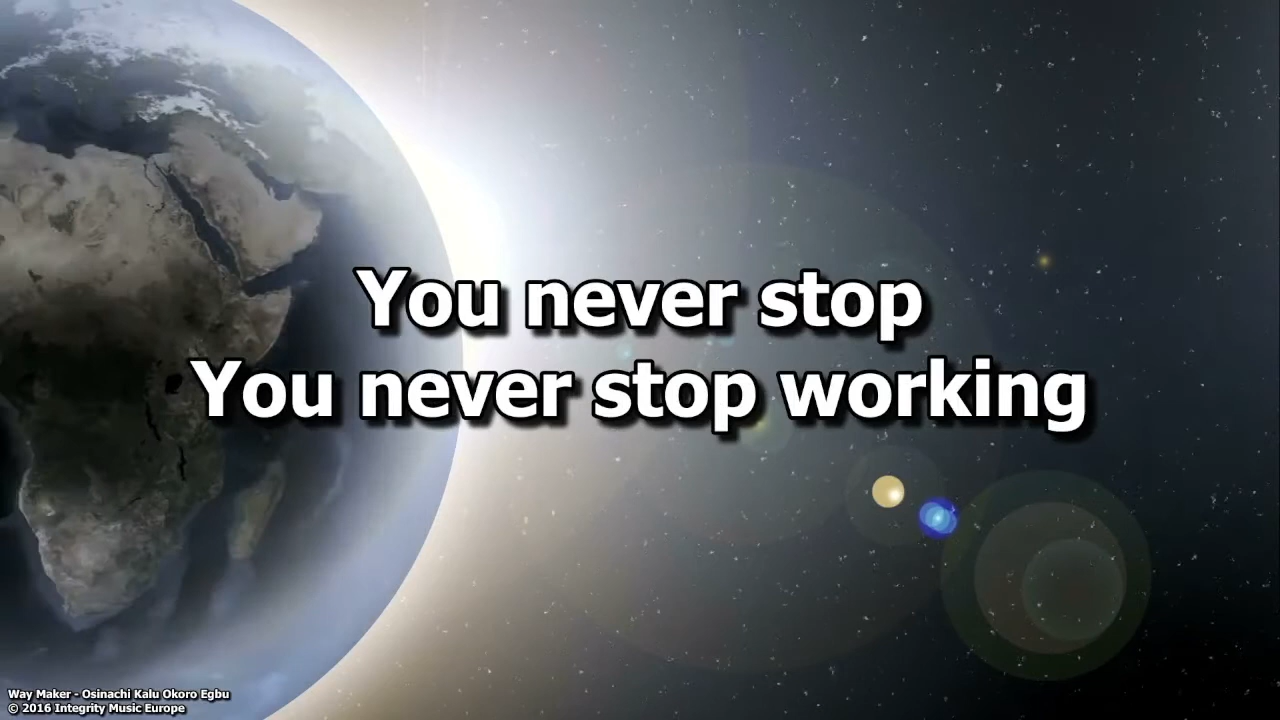 You never stop
You never stop working
Way Maker - Osinachi Kalu Okoro Egbu
© 2016 Integrity Music Europe